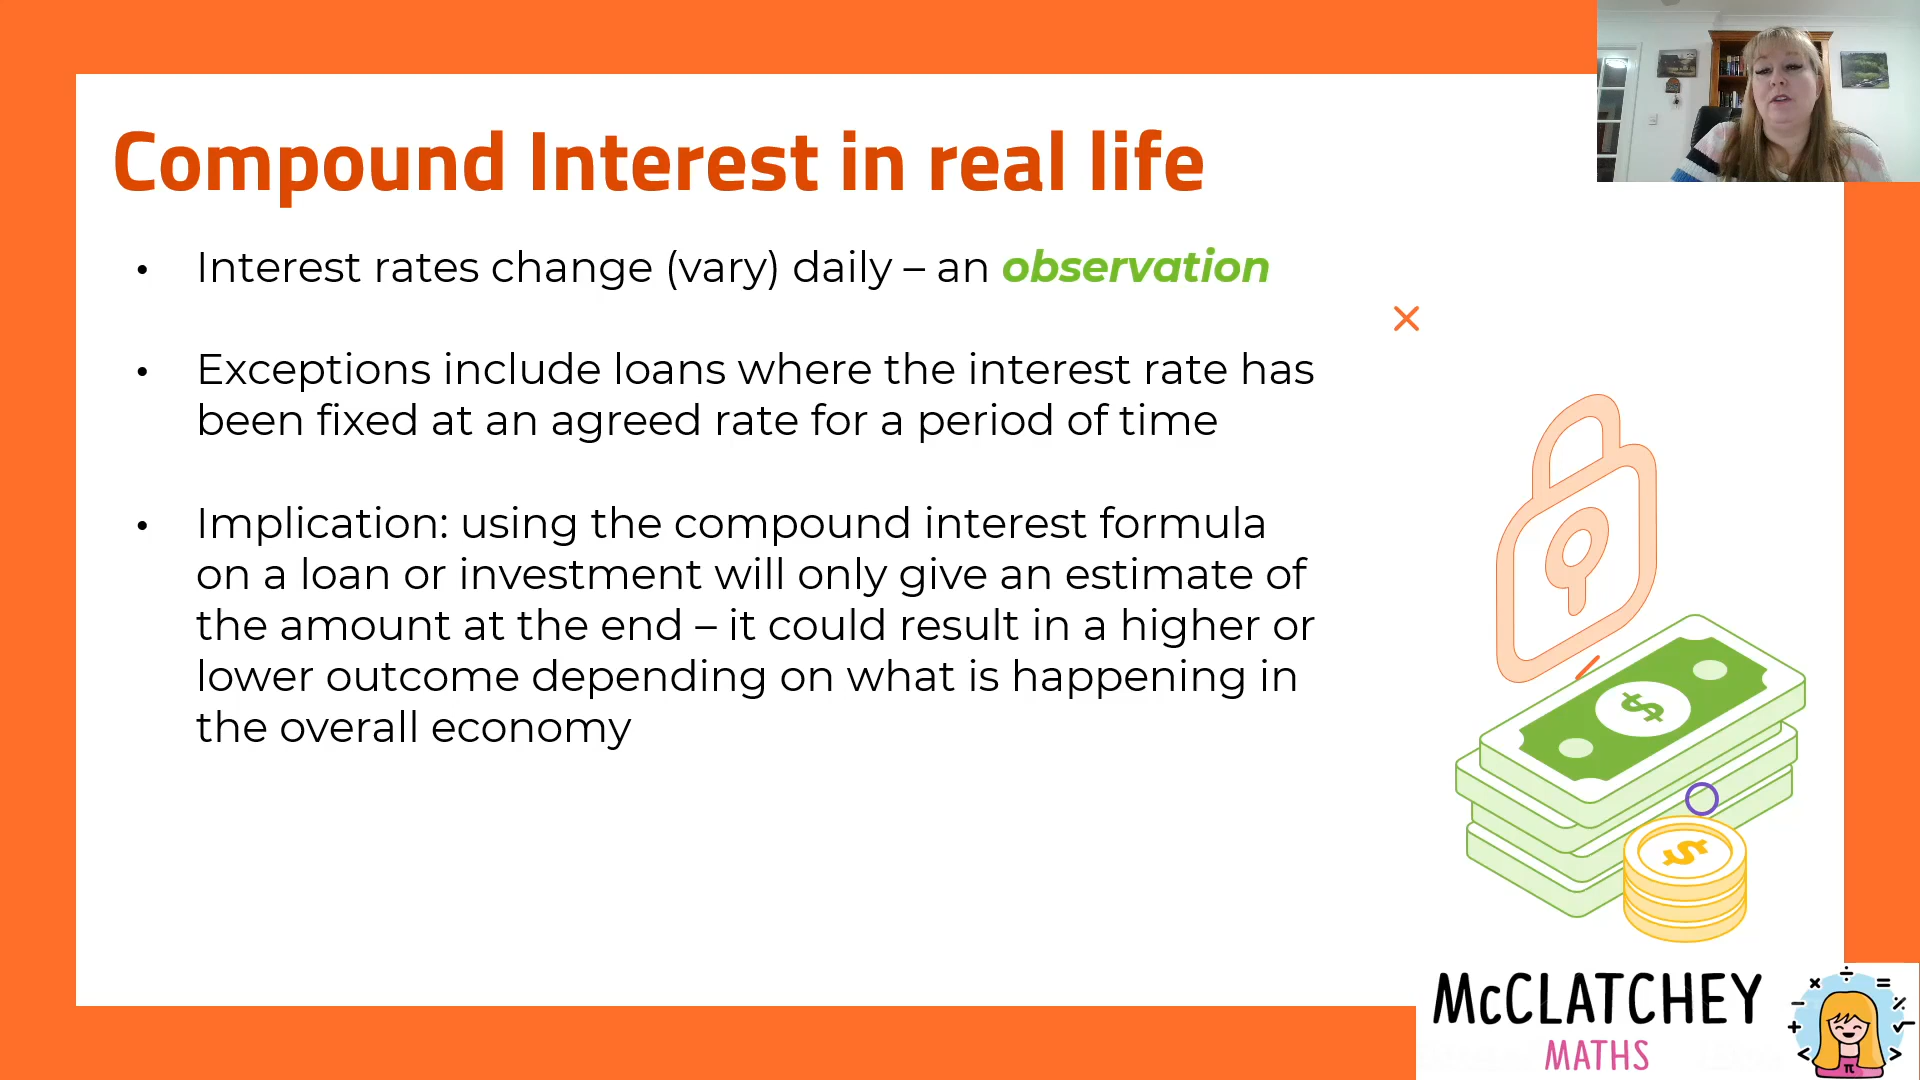 Compound Interest in real life
• Interest rates change (vary) daily – an observation
• Exceptions include loans where the interest rate has
been fixed at an agreed rate for a period of time
• Implication: using the compound interest formula
on a loan or investment will only give an estimate of
the amount at the end – it could result in a higher or
lower outcome depending on what is happening in
the overall economy
$
$
McCLATCHEY
MATHS
× ÷ =
− %
+ √
< π >